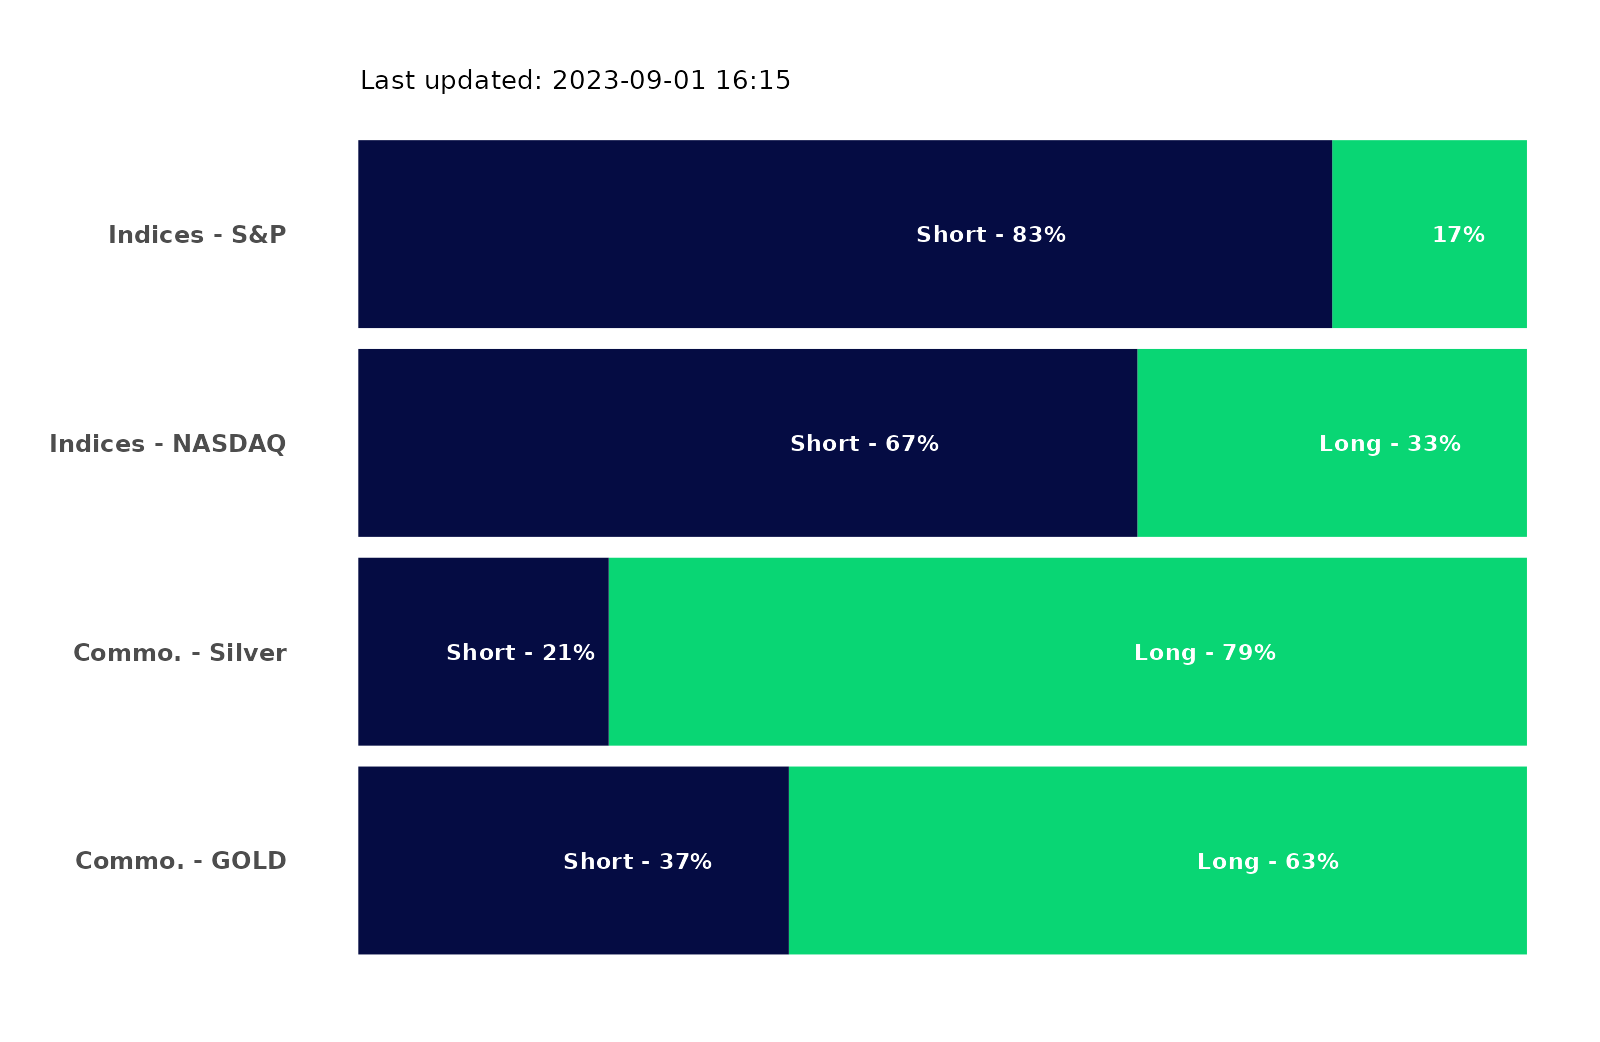 Last updated: 2023-09-01 16:15
Indices - S&P Short - 83% 17%
Indices - NASDAQ Short - 67% Long - 33%
Commo. - Silver Short - 21% Long - 79%
Commo. - GOLD Short - 37% Long - 63%